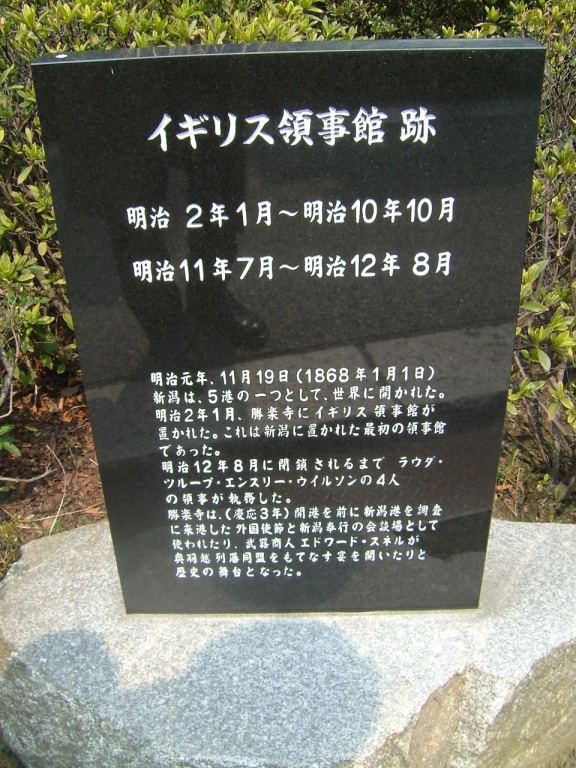 イギリス領事館 跡
明治 2年1月～明治10年10月
明治11年7月～明治12年 8月
明治元年、11月19日(1868年1月1日)
新潟は、5港の一つとして、世界に開かれた。
明治2年1月、勝楽寺にイギリス領事館が
置かれた。これは新潟に置かれた最初の領事館
であった。
明治12年8月に閉鎖されるまで ラウダ・
ツループ・エンスリー・ウイルソンの4人
の領事が執務した。
勝楽寺は、(慶応3年)開港を前に新潟港を調査
に来港した外国使節と新潟奉行の会談場として
使われたり、武器商人エドワード・スネルが
奥羽越列藩同盟をもてなす宴を開いたりと
歴史の舞台となった。